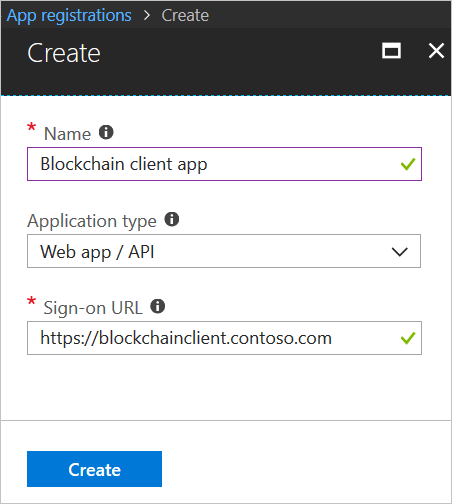 App registrations > Create
Create
* Name
Blockchain client app
Application type
Web app / API
* Sign-on URL
https://blockchainclient.contoso.com
Create